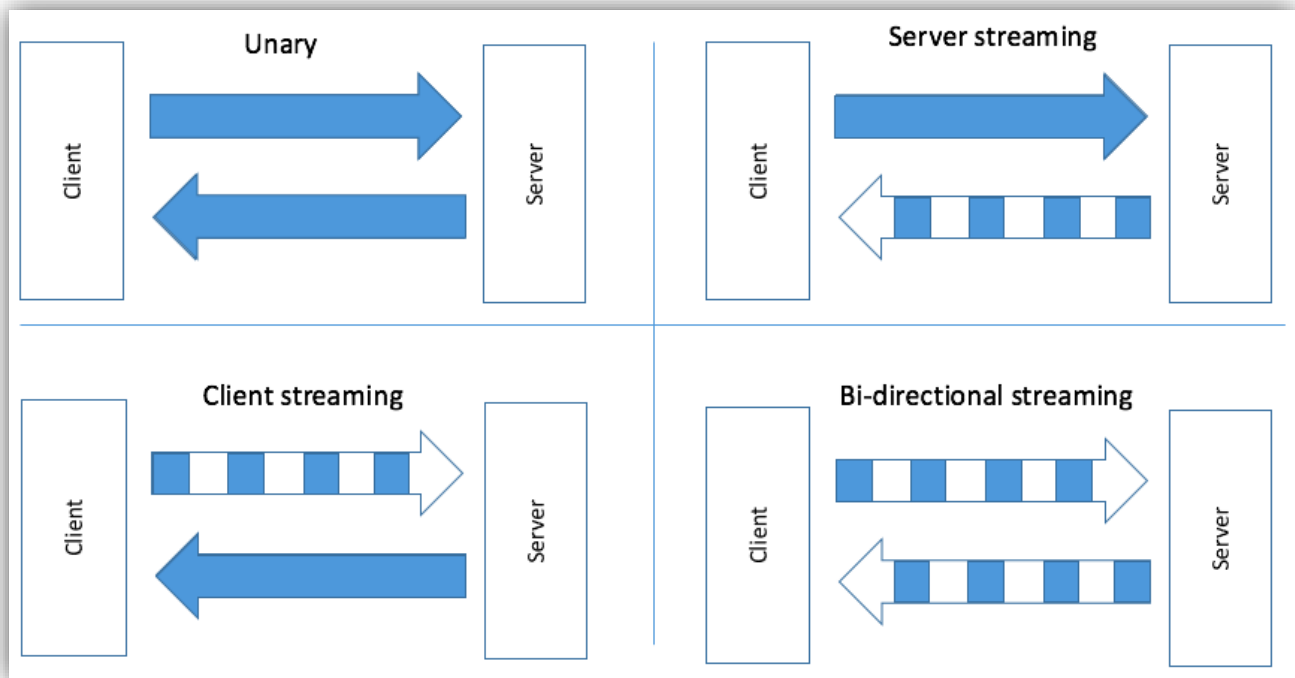 Unary
Client
Server
Server streaming
Client
Server
Client streaming
Client
Server
Bi-directional streaming
Client
Server